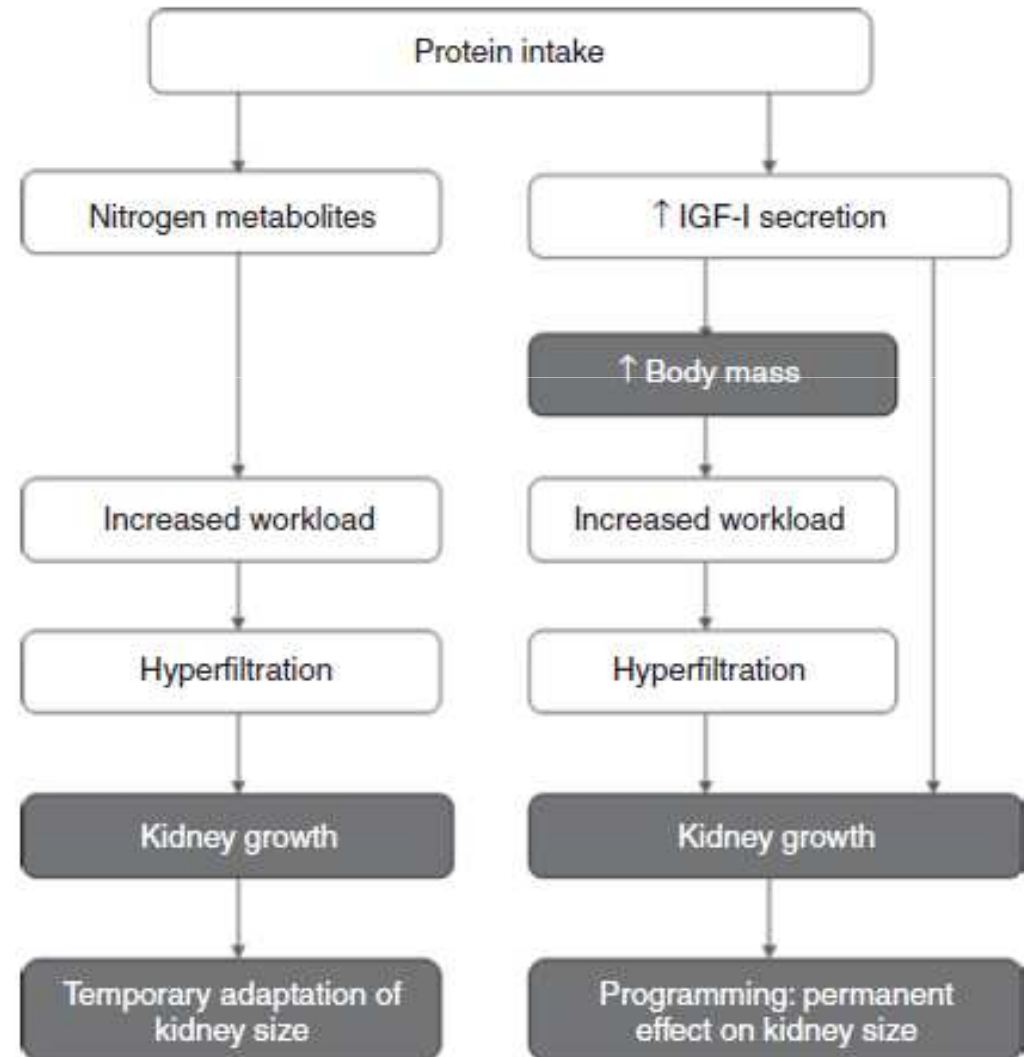 Protein intake
Nitrogen metabolites
↑ IGF-I secretion
↑ Body mass
Increased workload
Increased workload
Hyperfiltration
Hyperfiltration
Kidney growth
Kidney growth
Temporary adaptation of
kidney size
Programming: permanent
effect on kidney size